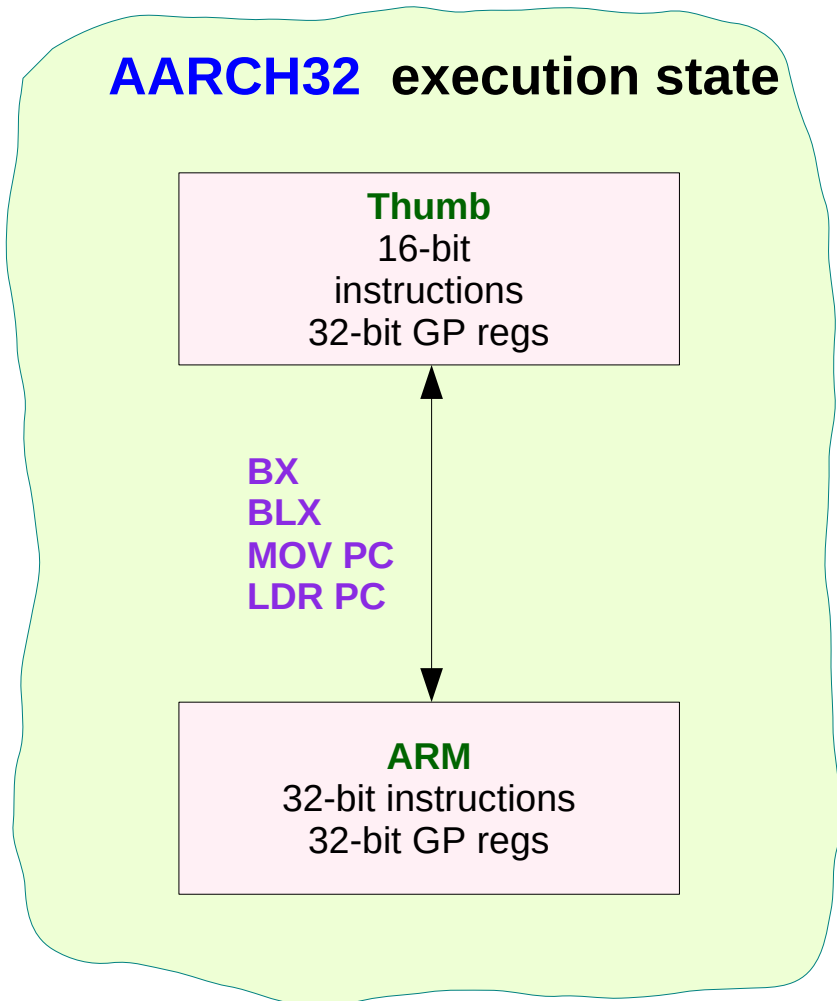 AARCH32 execution state
Thumb
16-bit
instructions
32-bit GP regs
BX
BLX
MOV PC
LDR PC
ARM
32-bit instructions
32-bit GP regs